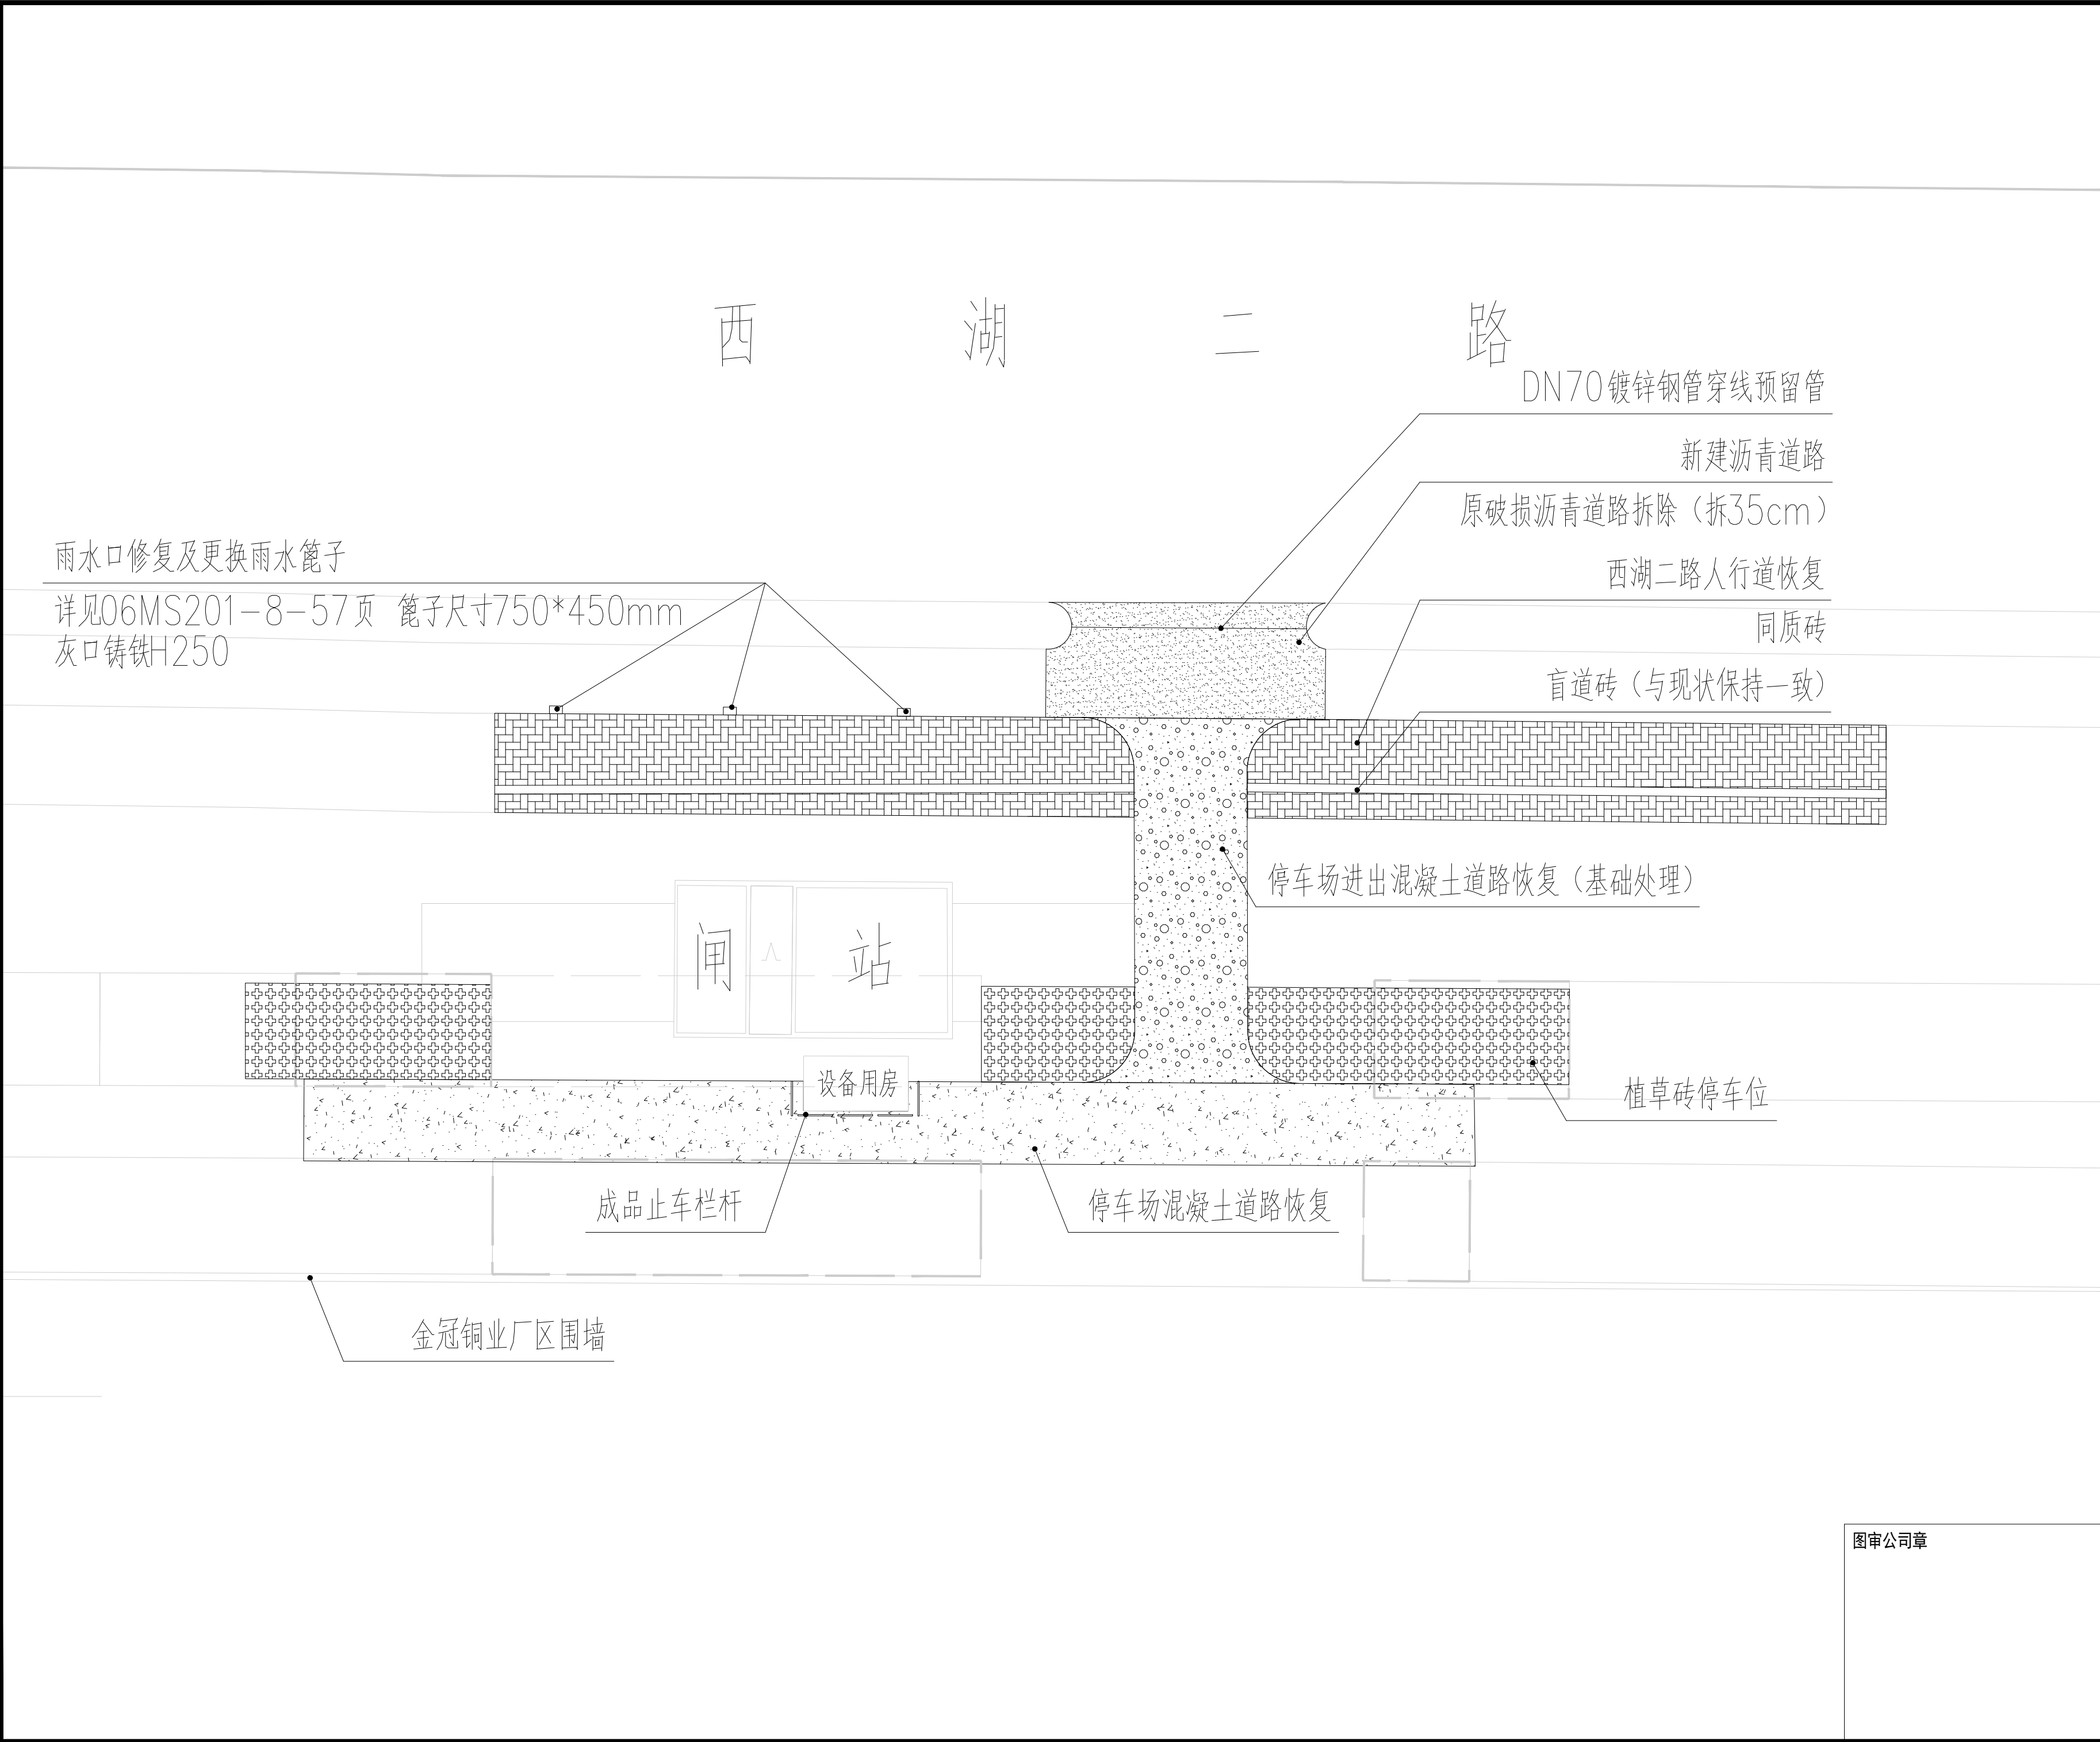 西湖二路
DN70镀锌钢管穿线预留管
新建沥青道路
原破损沥青道路拆除（拆35cm）
雨水口修复及更换雨水篦子
详见06MS201-8-57页 篦子尺寸750*450mm
灰口铸铁H250
西湖二路人行道恢复
同质砖
盲道砖（与现状保持一致）
停车场进出混凝土道路恢复（基础处理）
闸站
设备用房
植草砖停车位
成品止车栏杆
停车场混凝土道路恢复
金冠铜业厂区围墙
图审公司章